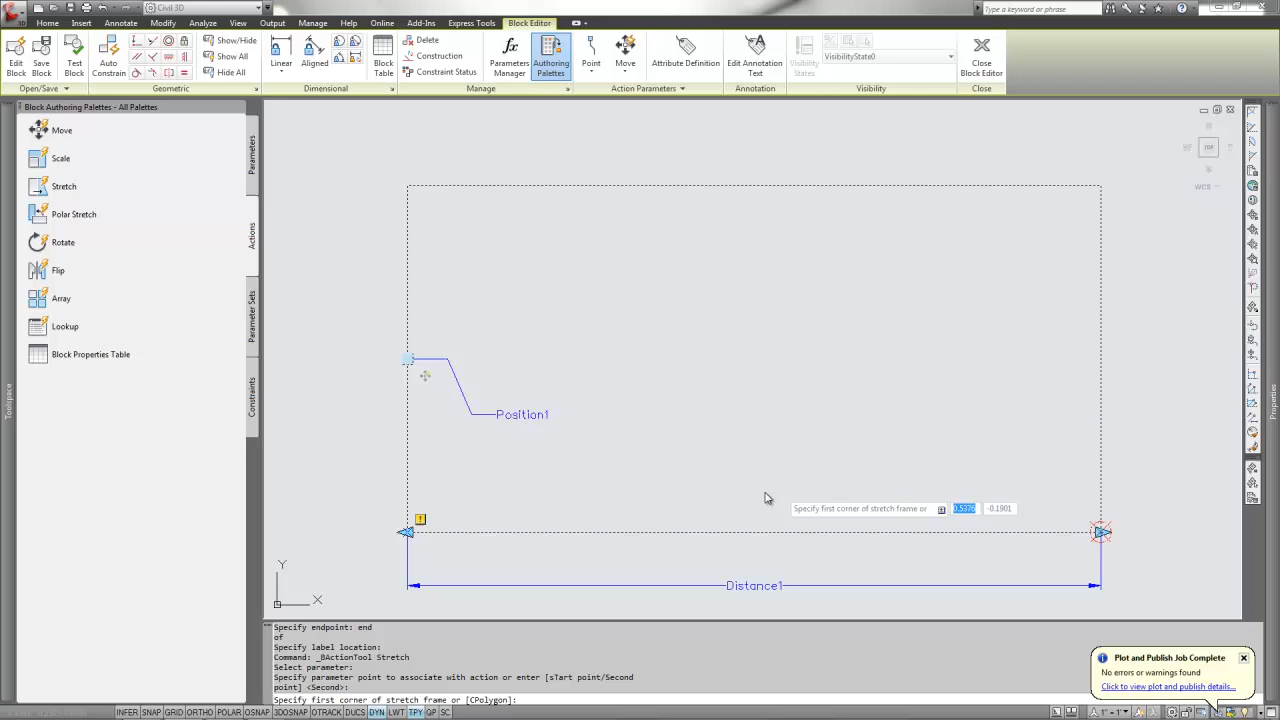 Civil 3D
Type a keyword or phrase
Home Insert Annotate Modify Analyze View Output Manage Help Online Add-Ins Express Tools Block Editor
Edit Block
Save Block
Test Block
Auto Constrain
Show/Hide
Show All
Hide All
Linear
Aligned
Block Table
Delete
Construction
Constraint Status
Parameters Manager
Authoring Palettes
Point
Move
Attribute Definition
Edit Annotation Text
Visibility States
VisibilityState0
Close Block Editor
Open/Save Geometric Dimensional Manage Action Parameters Annotation Visibility Close
Block Authoring Palettes - All Palettes
Move
Scale
Stretch
Polar Stretch
Rotate
Flip
Array
Lookup
Block Properties Table
Parameters
Actions
Parameter Sets
Constraints
Toolspace
Properties
TOP
WCS
Position1
Specify first corner of stretch frame or 0.5376 -0.1901
Distance1
Y
X
Specify endpoint: end
of
Specify label location:
Command: _BActionTool Stretch
Select parameter:
Specify parameter point to associate with action or enter [sTart point/Second
point] <Second>:
Specify first corner of stretch frame or [CPolygon]:
Plot and Publish Job Complete
No errors or warnings found
Click to view plot and publish details...
INFER SNAP GRID ORTHO POLAR OSNAP 3DOSNAP OTRACK DUCS DYN LWT TPY QP SC
1" = 1'